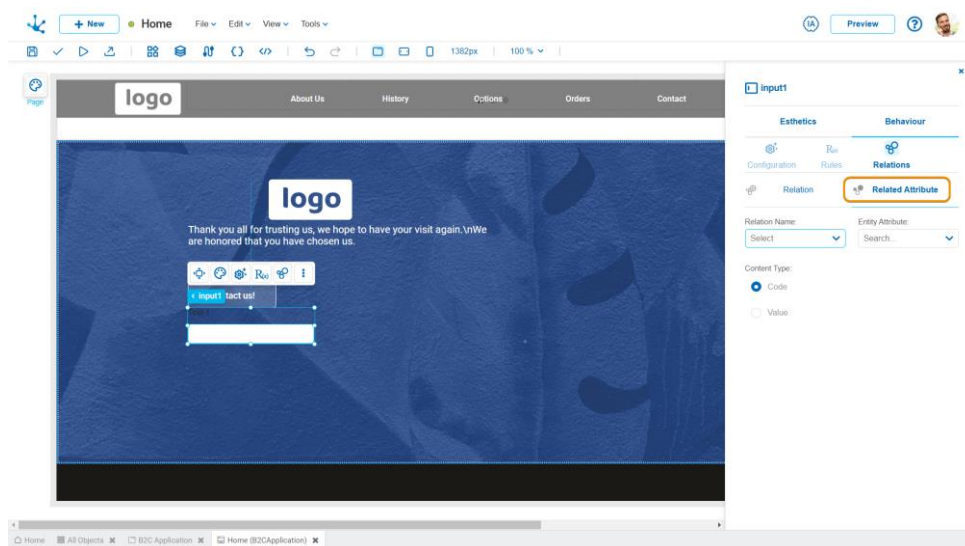 + New
Home
File
Edit
View
Tools
IA
Preview
?
1382px
100 %
Page
logo
About Us
History
Options
Orders
Contact
logo
Thank you all for trusting us, we hope to have your visit again.\nWe
are honored that you have chosen us.
R(x)
input1
tact us!
input1
Esthetics
Behaviour
Configuration
R(x)
Rules
Relations
Relation
Related Attribute
Relation Name:
Entity Attribute:
Select
Search...
Content Type:
Code
Value
Home
All Objects
B2C Application
Home (B2CApplication)